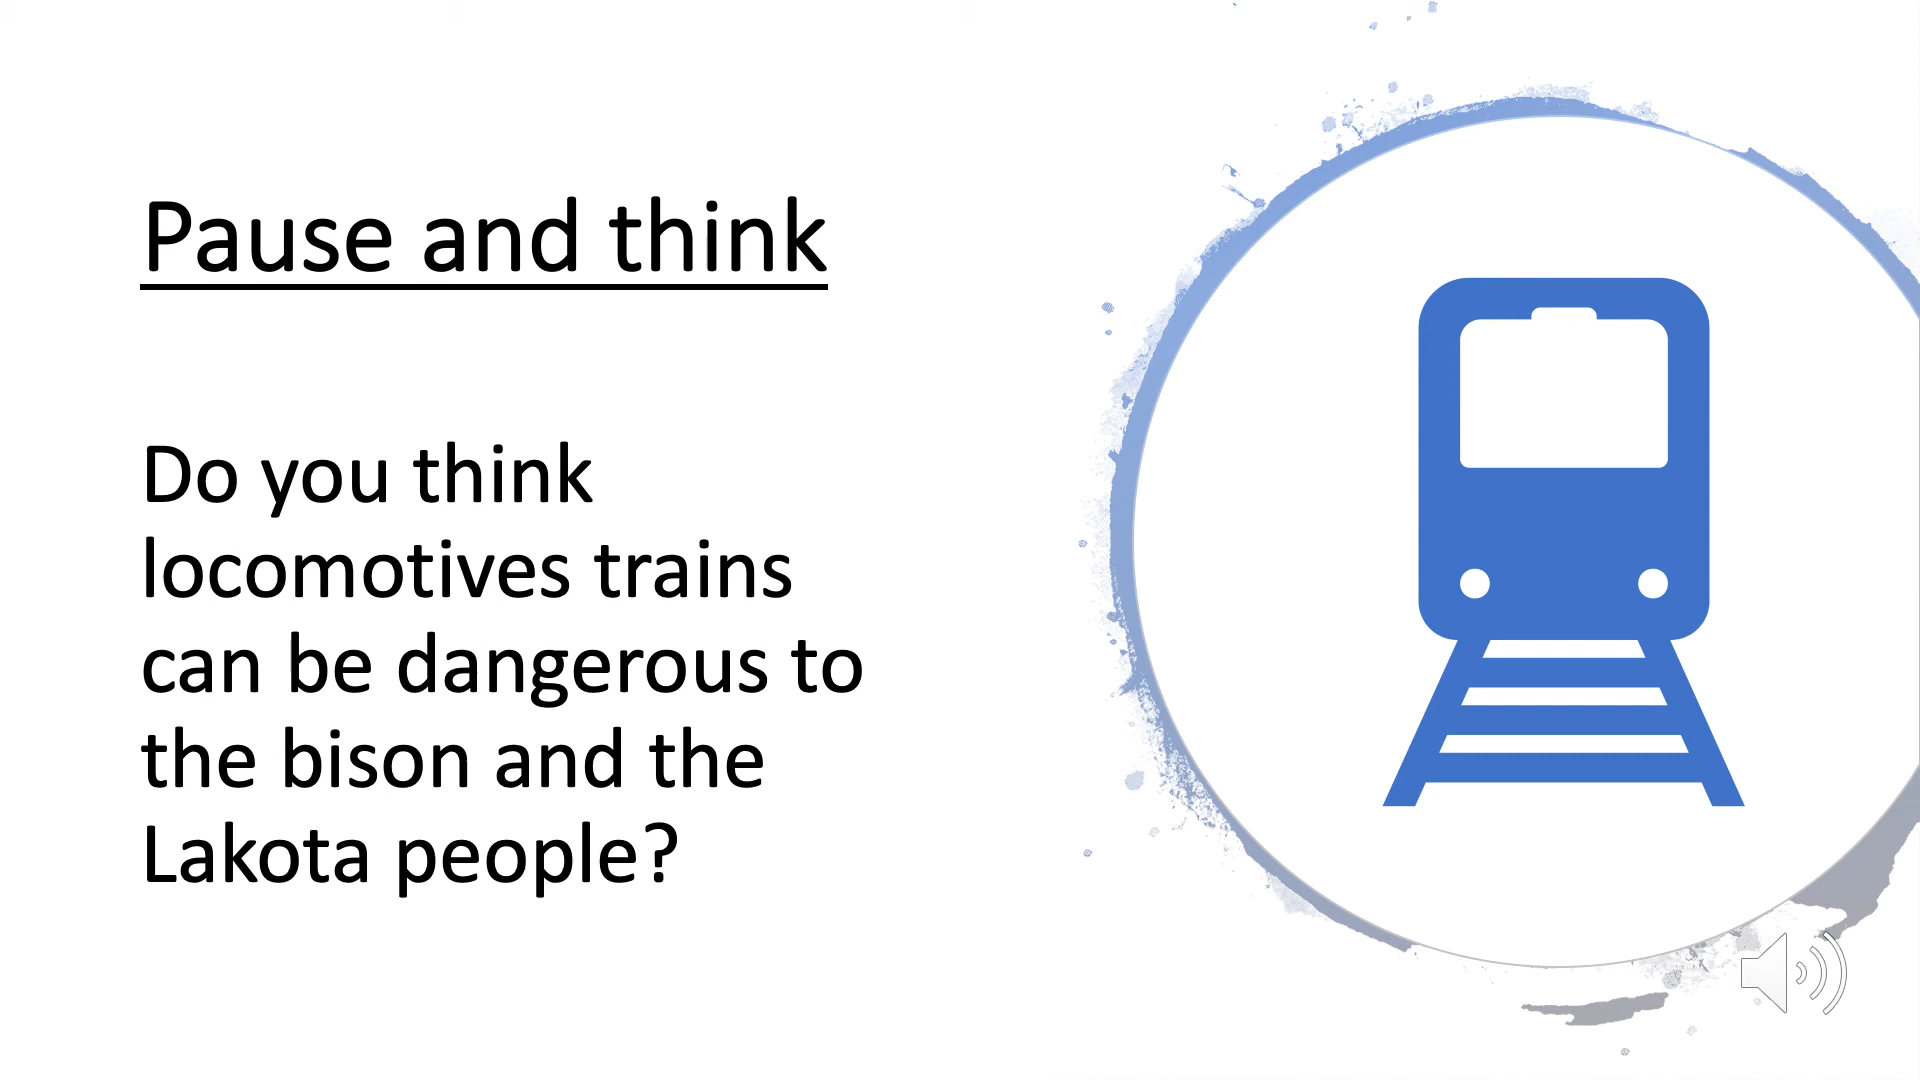 Pause and think
Do you think
locomotives trains
can be dangerous to
the bison and the
Lakota people?